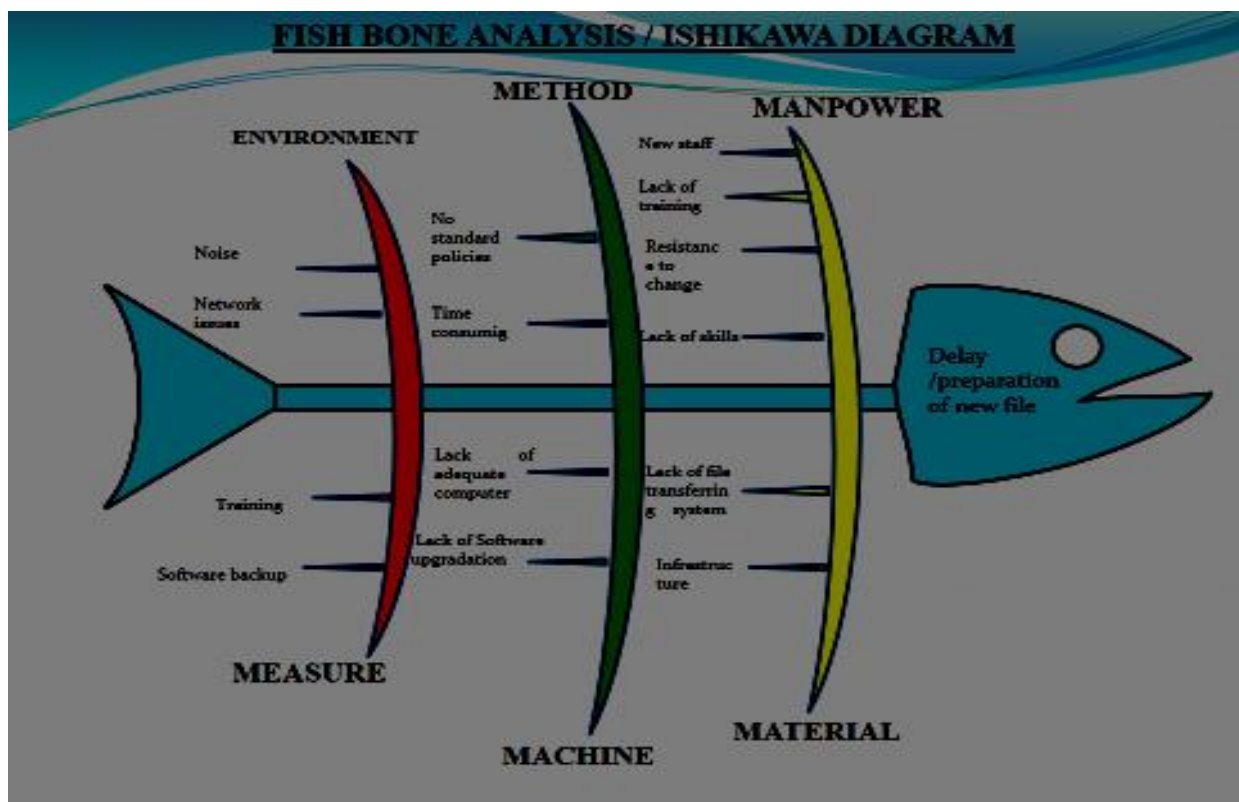 FISH BONE ANALYSIS / ISHIKAWA DIAGRAM
METHOD
MANPOWER
ENVIRONMENT
New staff
Lack of
training
Resistanc
e to
change
Lack of skills
No
standard
policies
Time
consumig
Noise
Network
issues
Delay
/preparation
of new file
Training
Software backup
Lack of
adequate
computer
Lack of Software
upgradation
Lack of file
transferrin
g system
Infrastruc
ture
MEASURE
MACHINE
MATERIAL